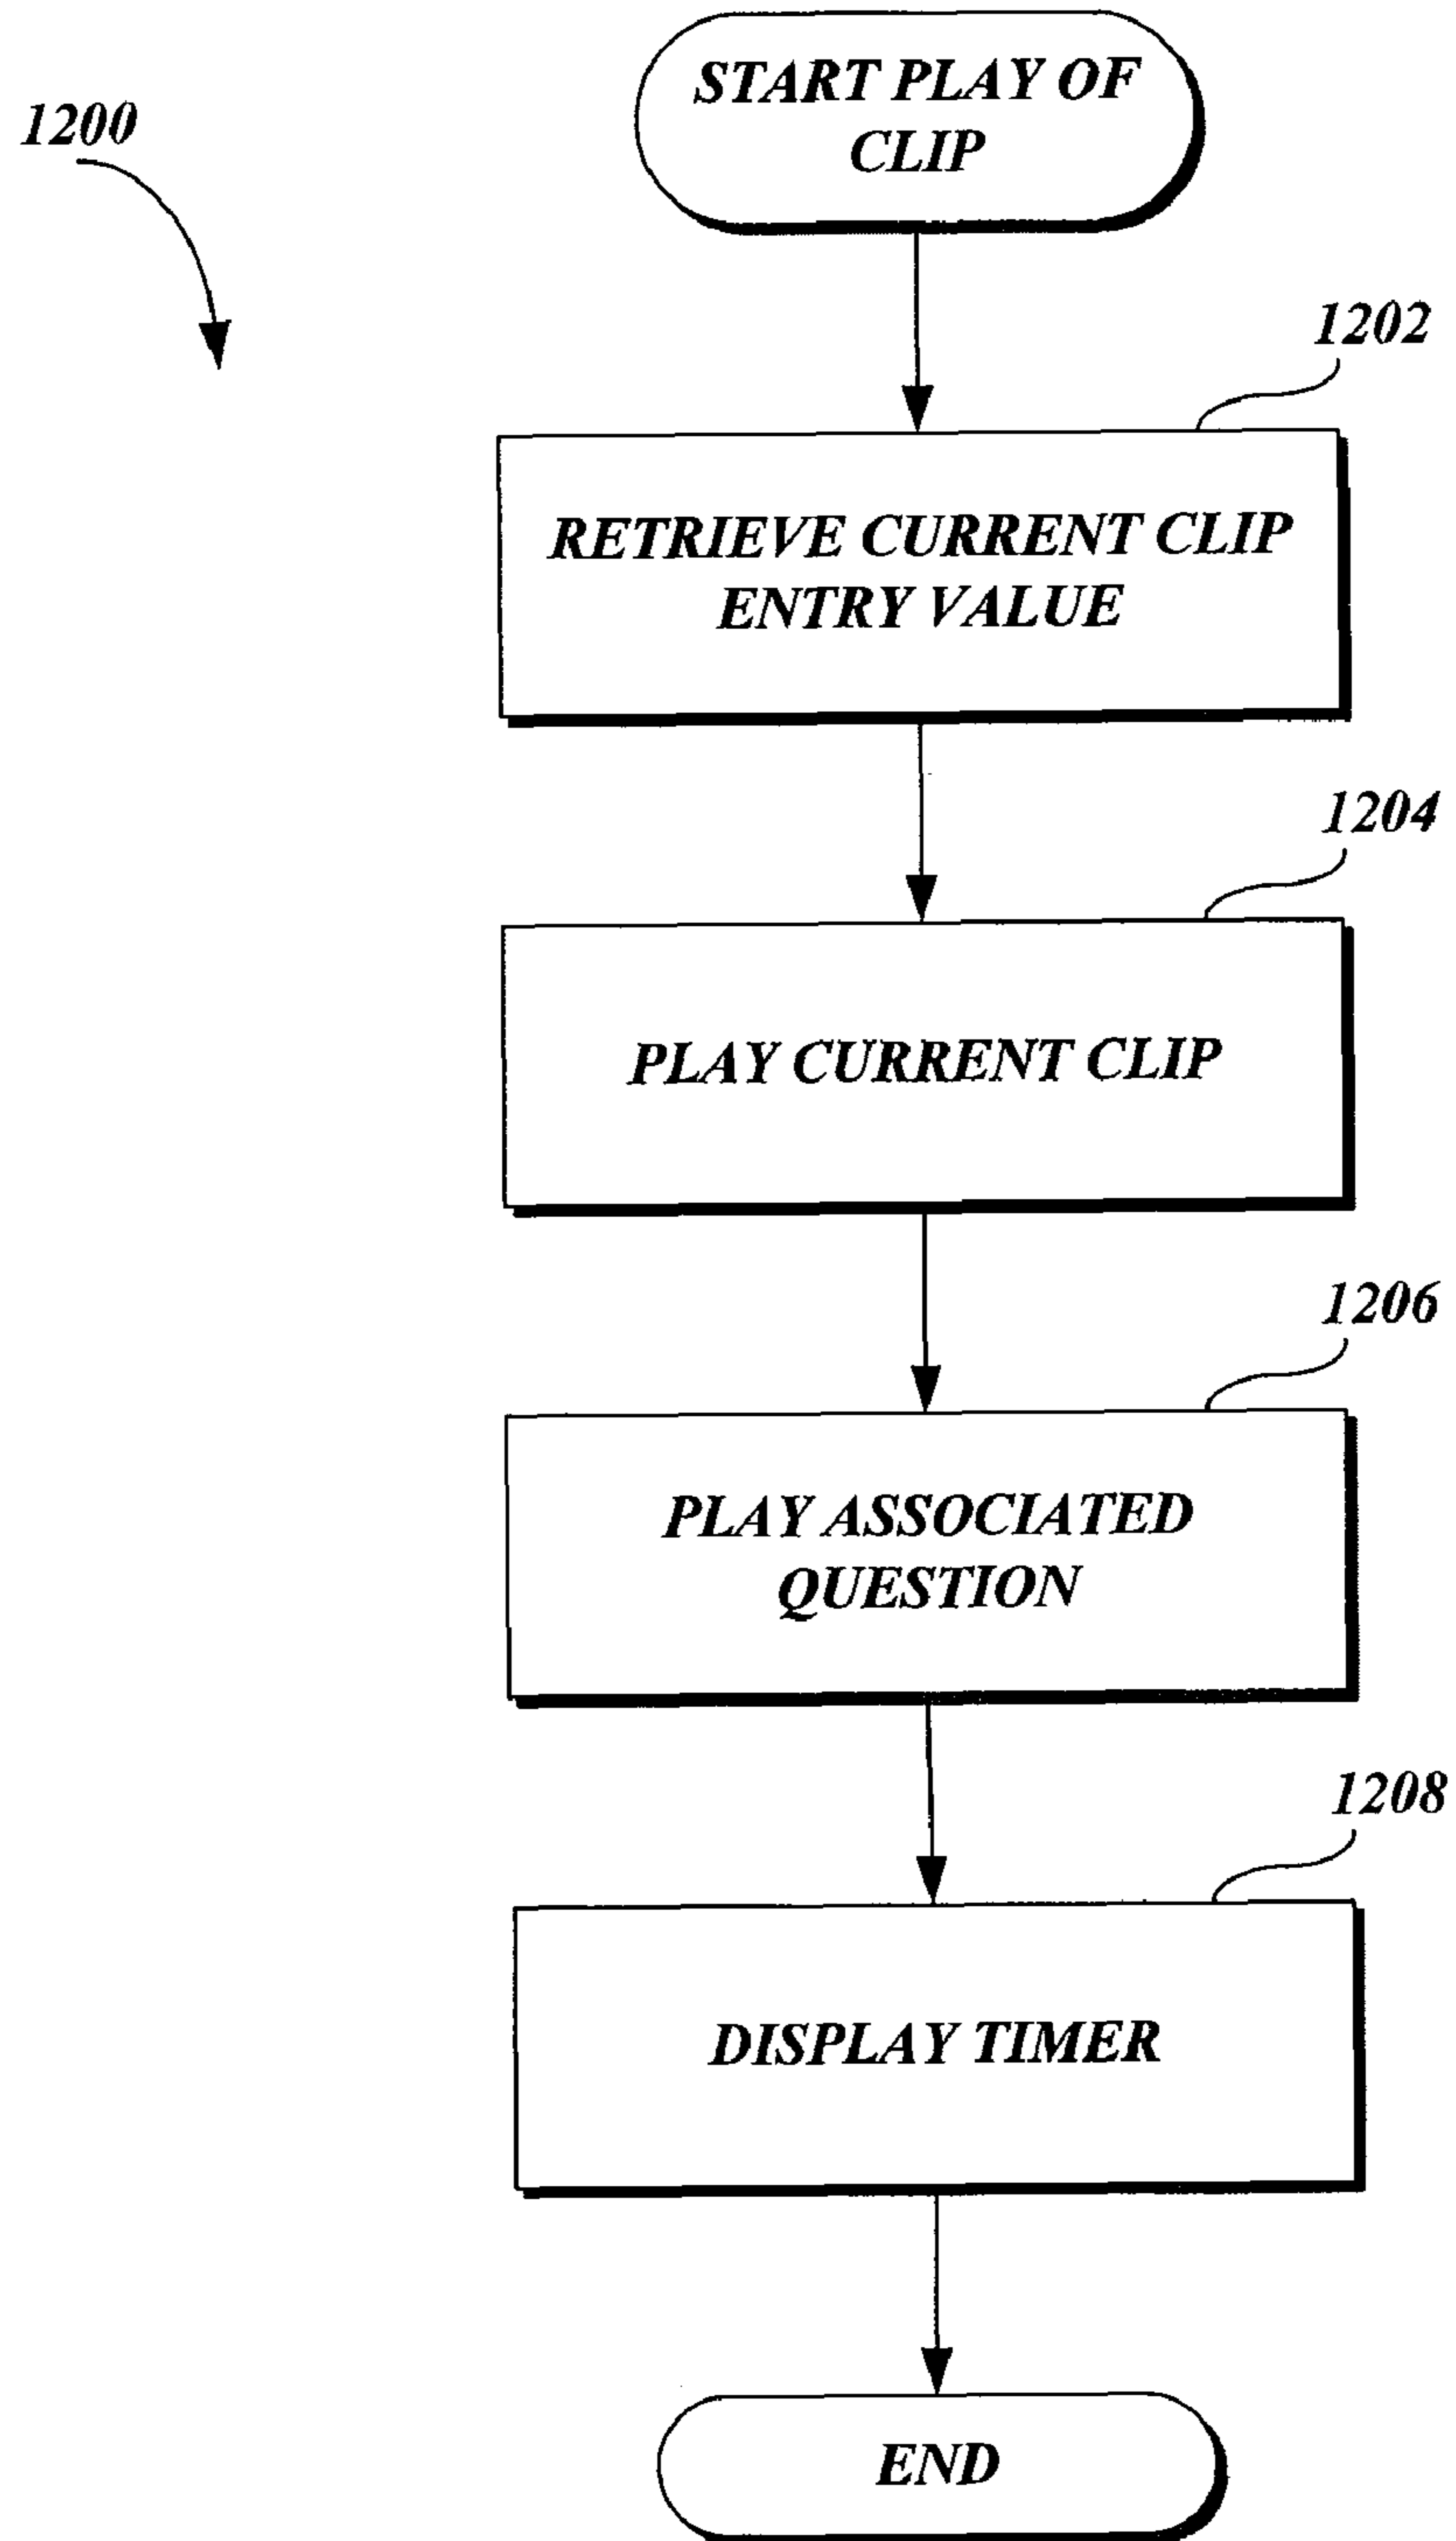 START PLAY OF
CLIP
1200
1202
RETRIEVE CURRENT CLIP
ENTRY VALUE
1204
PLAY CURRENT CLIP
1206
PLAY ASSOCIATED
QUESTION
1208
DISPLAY TIMER
END